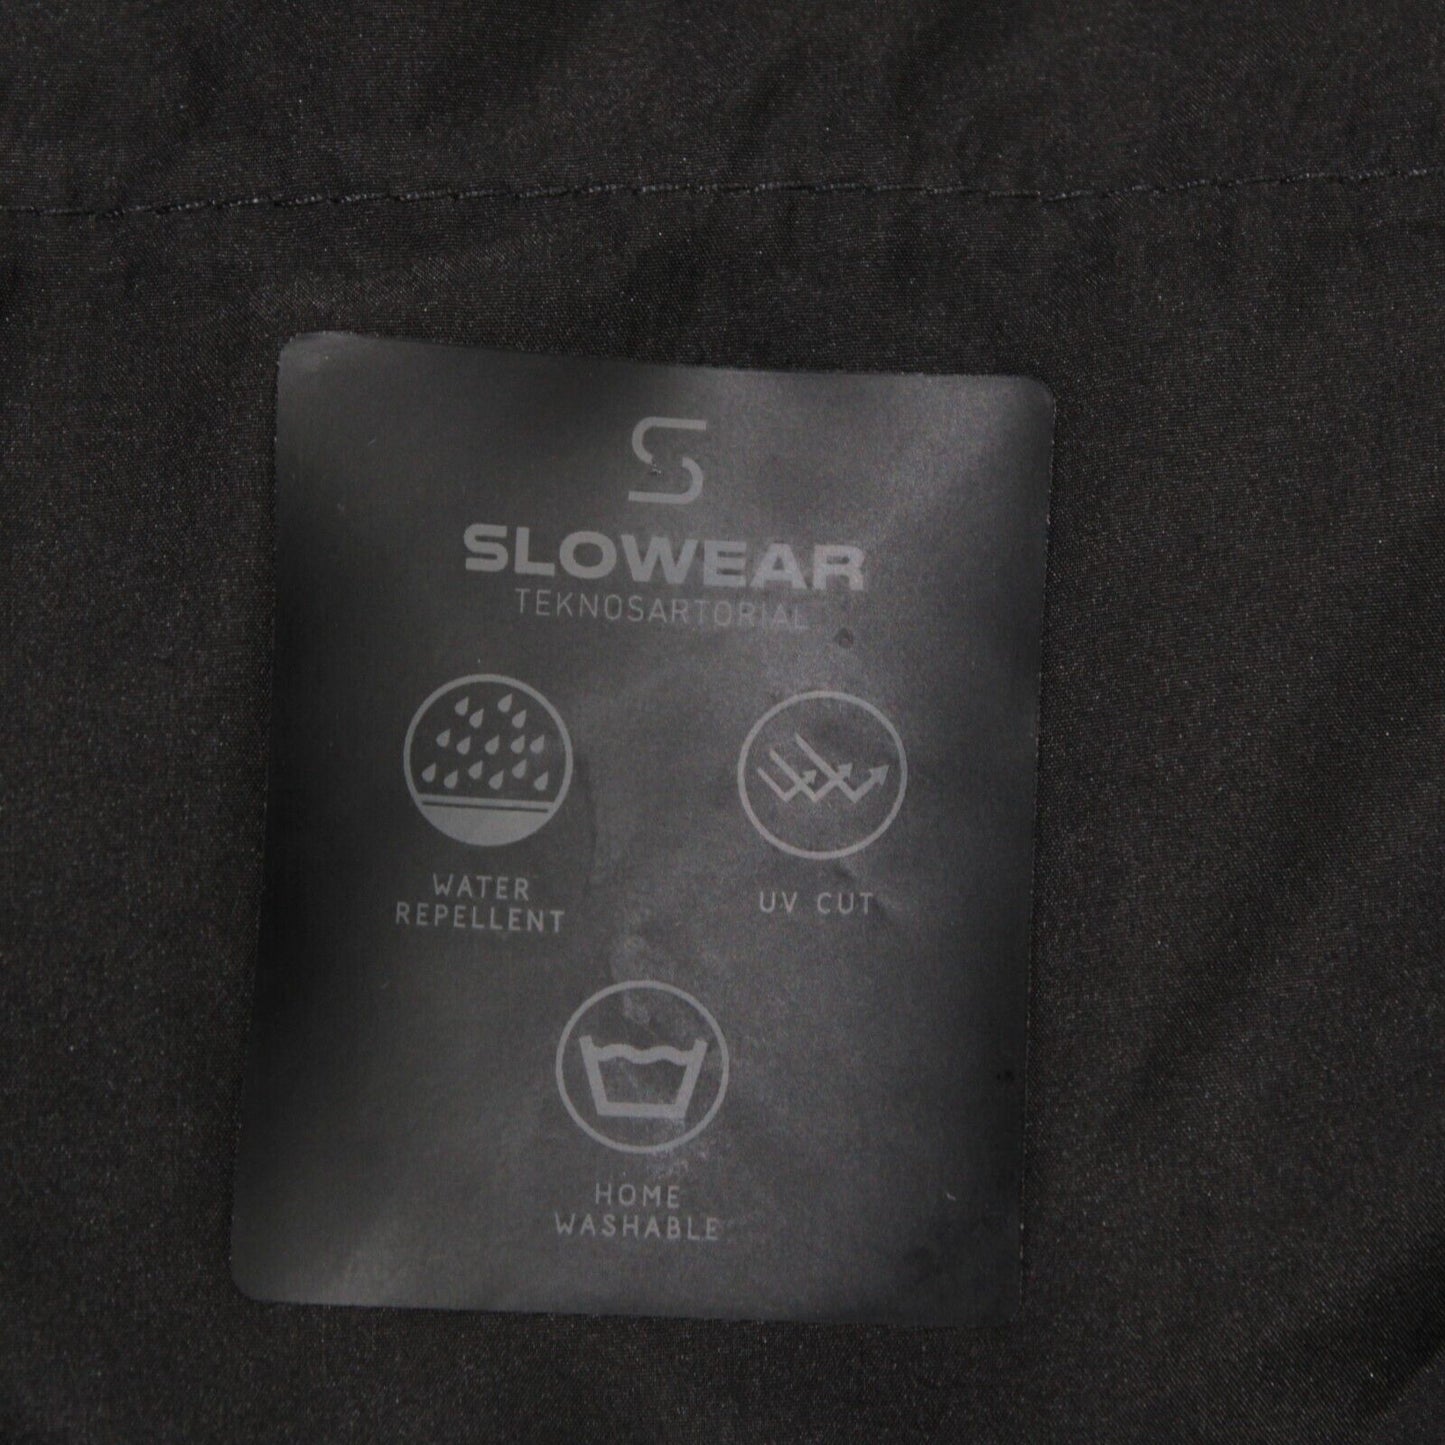 S
SLOWEAR
TEKNOSARTORIAL
WATER
REPELLENT
UV CUT
HOME
WASHABLE